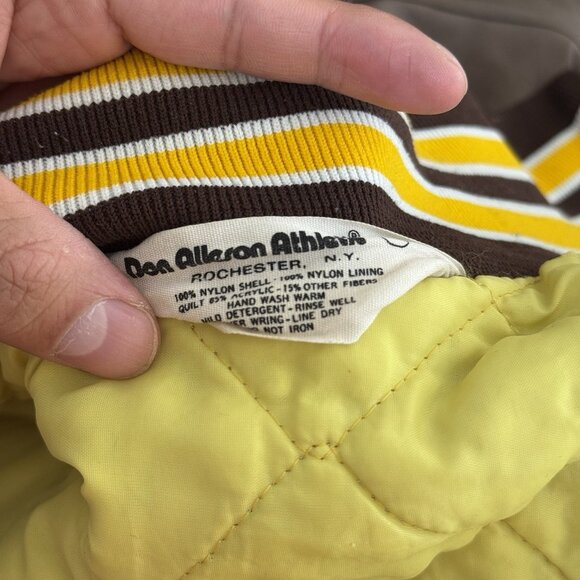 Don Alleson Athletic®
ROCHESTER, N.Y.
100% NYLON SHELL 100% NYLON LINING
QUILT 85% ACRYLIC - 15% OTHER FIBERS
HAND WASH WARM
MILD DETERGENT - RINSE WELL
WRING - LINE DRY
NOT IRON